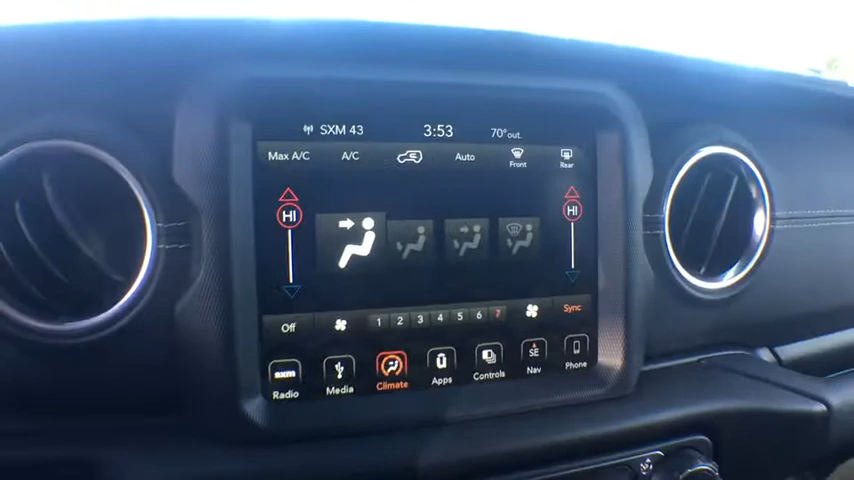 SXM 43 3:53 70°out.
Max A/C A/C Auto Front Rear
HI HI
Off 1 2 3 4 5 6 7 Sync
sxm SE
Radio Media Climate Apps Controls Nav Phone